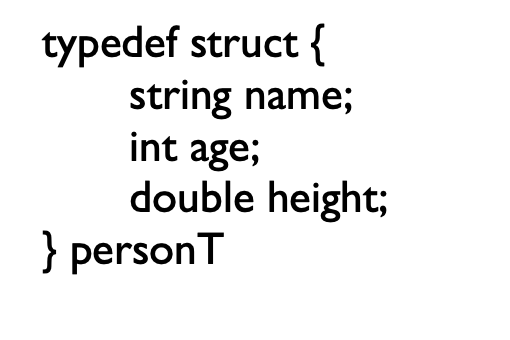 typedef struct {
string name;
int age;
double height;
} personT